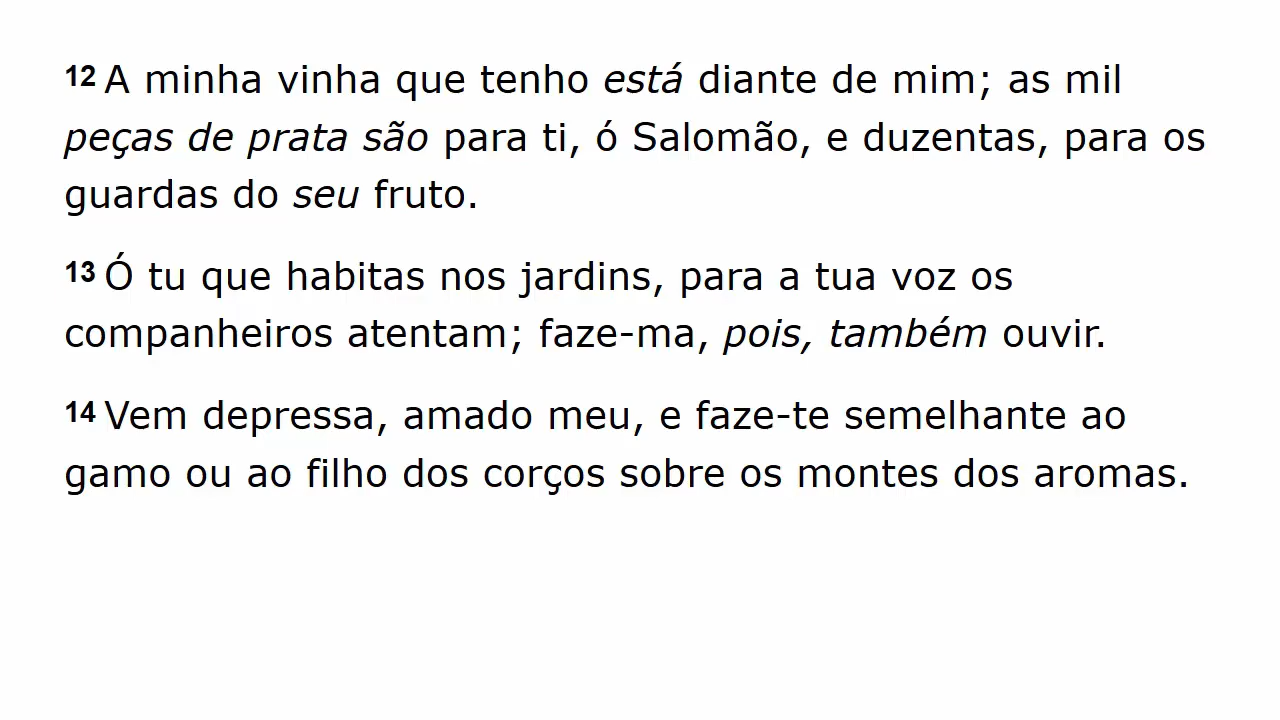 12 A minha vinha que tenho está diante de mim; as mil
peças de prata são para ti, ó Salomão, e duzentas, para os
guardas do seu fruto.
13 Ó tu que habitas nos jardins, para a tua voz os
companheiros atentam; faze-ma, pois, também ouvir.
14 Vem depressa, amado meu, e faze-te semelhante ao
gamo ou ao filho dos corços sobre os montes dos aromas.